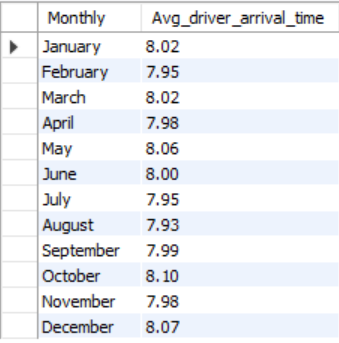 Monthly Avg_driver_arrival_time
January 8.02
February 7.95
March 8.02
April 7.98
May 8.06
June 8.00
July 7.95
August 7.93
September 7.99
October 8.10
November 7.98
December 8.07